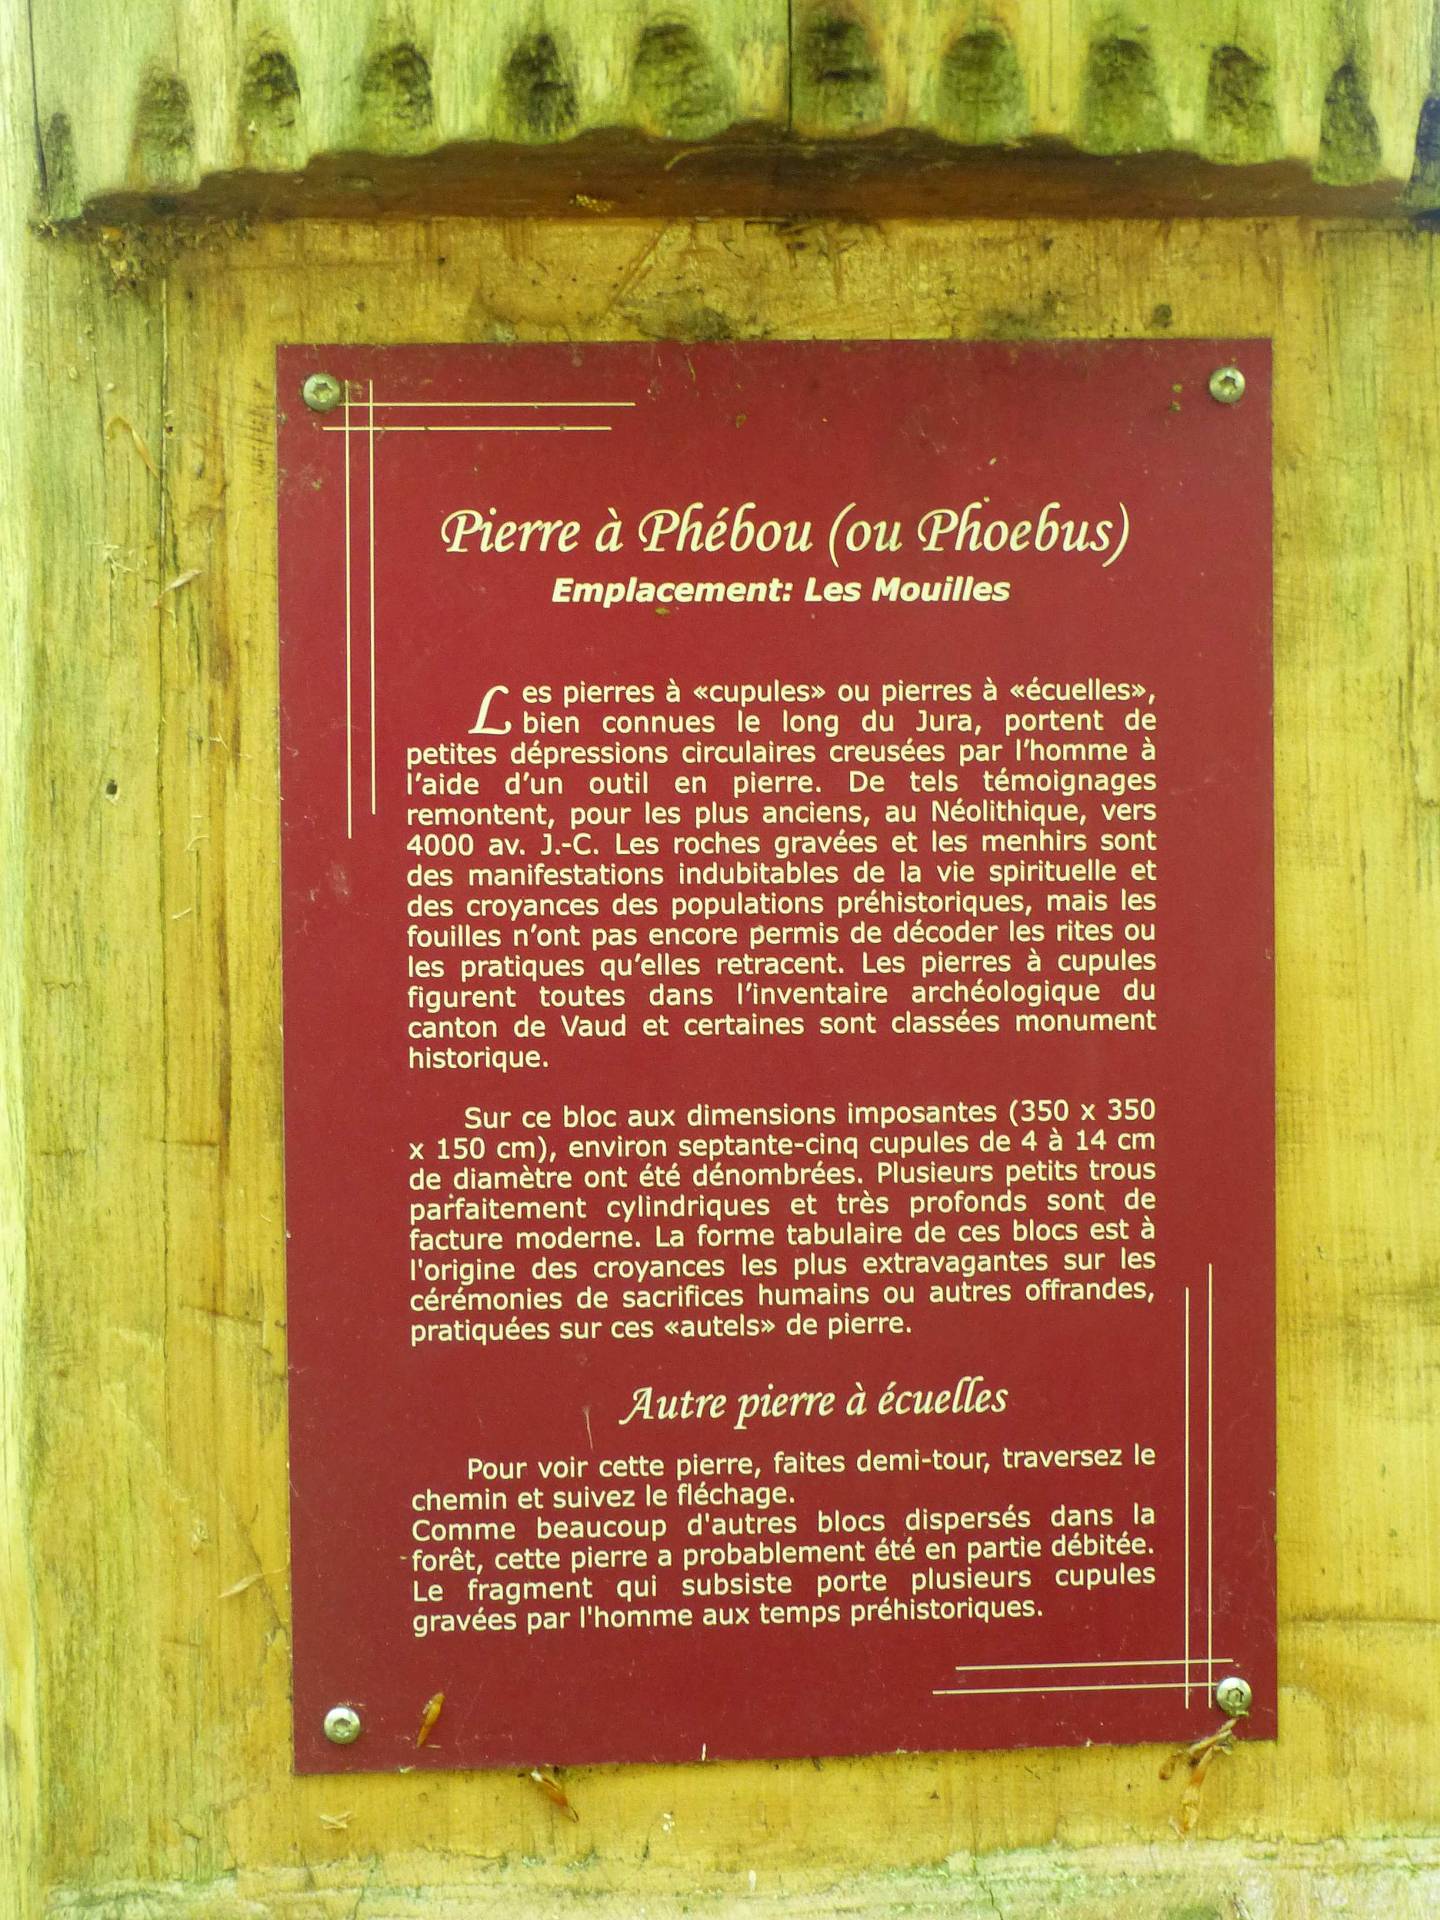 Pierre à Phébou (ou Phoebus)
Emplacement: Les Mouilles
Les pierres à «cupules» ou pierres à «écuelles»,
bien connues le long du Jura, portent de
petites dépressions circulaires creusées par l’homme à
l’aide d’un outil en pierre. De tels témoignages
remontent, pour les plus anciens, au Néolithique, vers
4000 av. J.-C. Les roches gravées et les menhirs sont
des manifestations indubitables de la vie spirituelle et
des croyances des populations préhistoriques, mais les
fouilles n’ont pas encore permis de décoder les rites ou
les pratiques qu’elles retracent. Les pierres à cupules
figurent toutes dans l’inventaire archéologique du
canton de Vaud et certaines sont classées monument
historique.
Sur ce bloc aux dimensions imposantes (350 x 350
x 150 cm), environ septante-cinq cupules de 4 à 14 cm
de diamètre ont été dénombrées. Plusieurs petits trous
parfaitement cylindriques et très profonds sont de
facture moderne. La forme tabulaire de ces blocs est à
l'origine des croyances les plus extravagantes sur les
cérémonies de sacrifices humains ou autres offrandes,
pratiquées sur ces «autels» de pierre.
Autre pierre à écuelles
Pour voir cette pierre, faites demi-tour, traversez le
chemin et suivez le fléchage.
Comme beaucoup d'autres blocs dispersés dans la
forêt, cette pierre a probablement été en partie débitée.
Le fragment qui subsiste porte plusieurs cupules
gravées par l'homme aux temps préhistoriques.